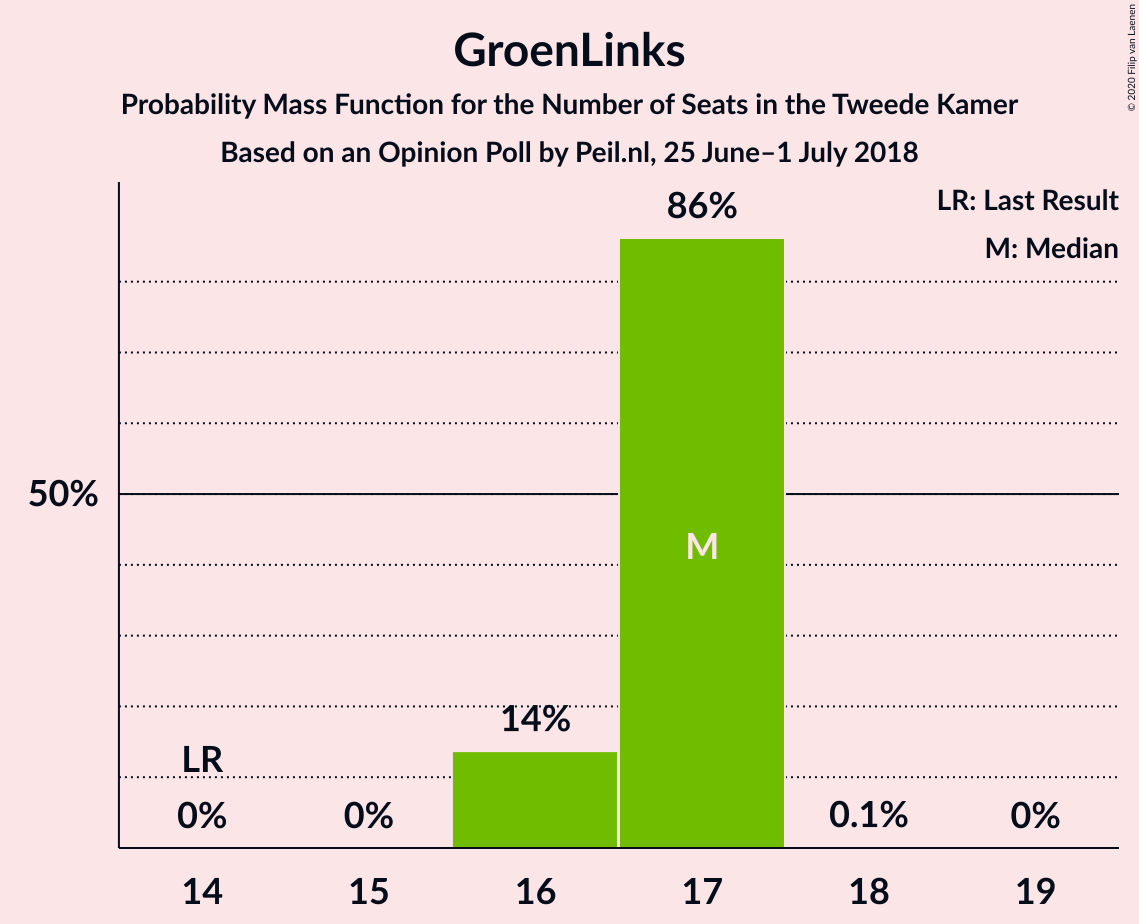 GroenLinks
Probability Mass Function for the Number of Seats in the Tweede Kamer
Based on an Opinion Poll by Peil.nl, 25 June–1 July 2018
© 2020 Filip van Laenen
LR: Last Result
M: Median
86%
50%
M
14%
LR
0%
0%
0.1%
0%
14
15
16
17
18
19